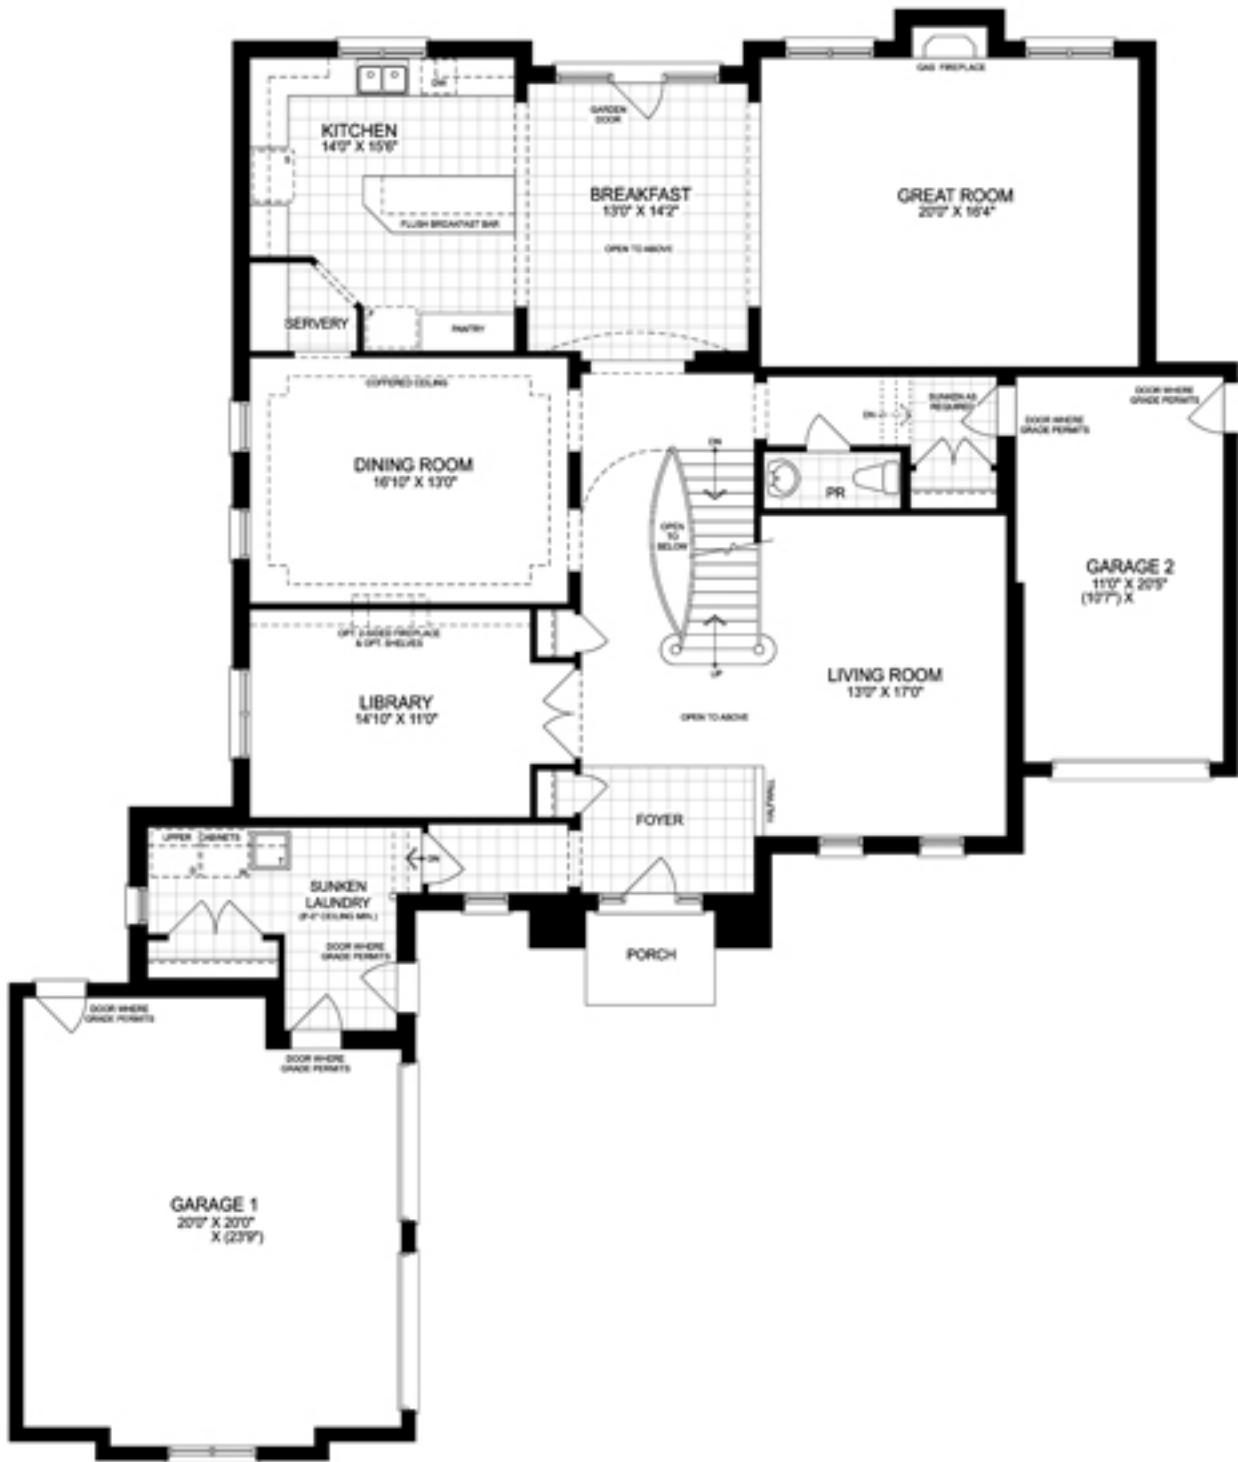 GAS FIREPLACE
DW
GARDEN
DOOR
KITCHEN
14'0" X 15'6"
S
BREAKFAST
13'0" X 14'2"
GREAT ROOM
20'0" X 16'4"
FLUSH BREAKFAST BAR
OPEN TO ABOVE
SERVERY
F
PANTRY
COFFERED CEILING
DN
SUNKEN AS
REQUIRED
DOOR WHERE
GRADE PERMITS
DOOR WHERE
GRADE PERMITS
DINING ROOM
16'10" X 13'0"
DN
PR
OPEN
TO
BELOW
GARAGE 2
11'0" X 20'5"
(10'7") X
OPT. 2-SIDED FIREPLACE
& OPT. SHELVES
UP
LIBRARY
14'10" X 11'0"
LIVING ROOM
13'0" X 17'0"
OPEN TO ABOVE
HALFWALL
FOYER
UPPER CABINETS
D
W
T
DN
SUNKEN
LAUNDRY
DOOR WHERE
GRADE PERMITS
PORCH
DOOR WHERE
GRADE PERMITS
DOOR WHERE
GRADE PERMITS
GARAGE 1
20'0" X 20'0"
X (23'9")